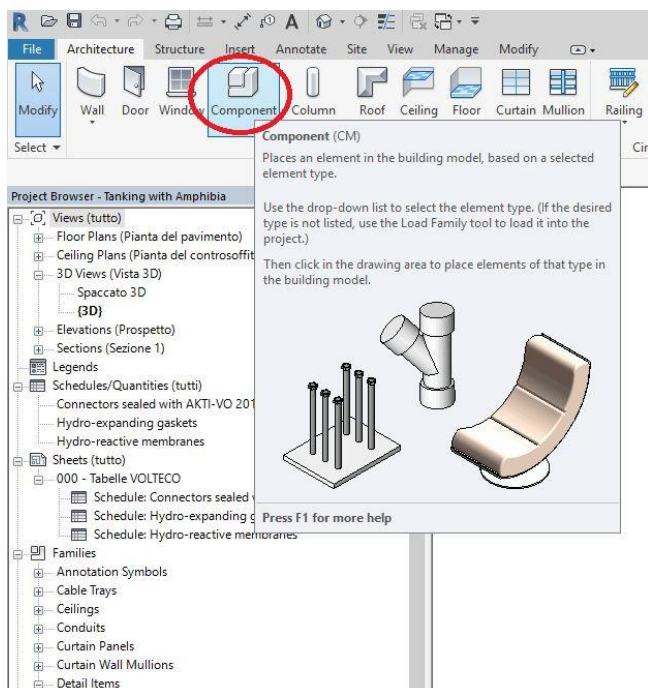 File Architecture Structure Insert Annotate Site View Manage Modify
Modify Wall Door Window Component Column Roof Ceiling Floor Curtain Mullion Railing
Select
Cir
Component (CM)
Places an element in the building model, based on a selected
element type.
Use the drop-down list to select the element type. (If the desired
type is not listed, use the Load Family tool to load it into the
project.)
Then click in the drawing area to place elements of that type in
the building model.
Press F1 for more help
Project Browser - Tanking with Amphibia
Views (tutto)
Floor Plans (Pianta del pavimento)
Ceiling Plans (Pianta del controsoffit
3D Views (Vista 3D)
Spaccato 3D
{3D}
Elevations (Prospetto)
Sections (Sezione 1)
Legends
Schedules/Quantities (tutti)
Connectors sealed with AKTI-VO 201
Hydro-expanding gaskets
Hydro-reactive membranes
Sheets (tutto)
000 - Tabelle VOLTECO
Schedule: Connectors sealed
Schedule: Hydro-expanding g
Schedule: Hydro-reactive membranes
Families
Annotation Symbols
Cable Trays
Ceilings
Conduits
Curtain Panels
Curtain Wall Mullions
Detail Items